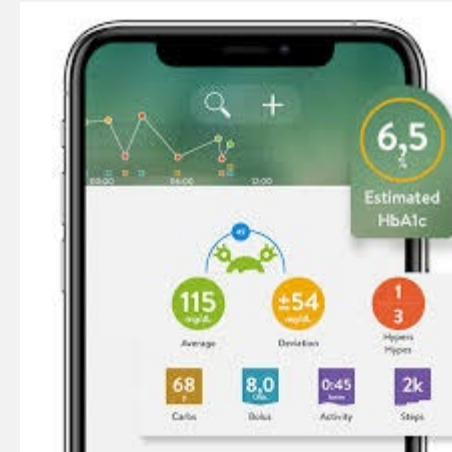 6,5
%
Estimated
HbA1c
00:00 06:00 12:00
115
mg/dL
Average
±54
mg/dL
Deviation
1
3
Hypers
Hypos
68
g
Carbs
8,0
Bolus
0:45
hours
Activity
2k
Steps